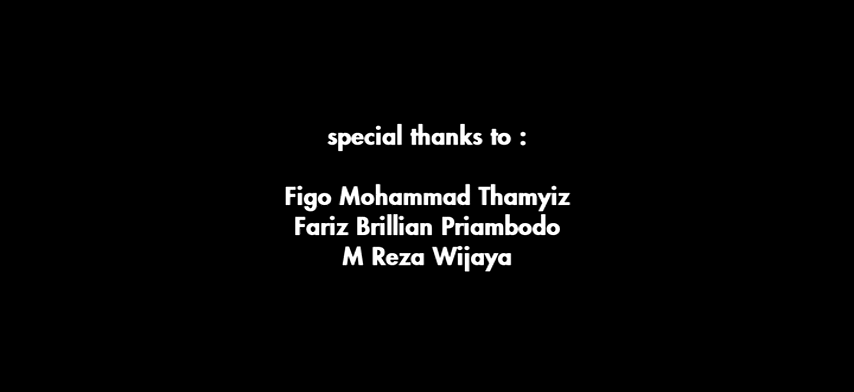 special thanks to :
Figo Mohammad Thamyiz
Fariz Brillian Priambodo
M Reza Wijaya